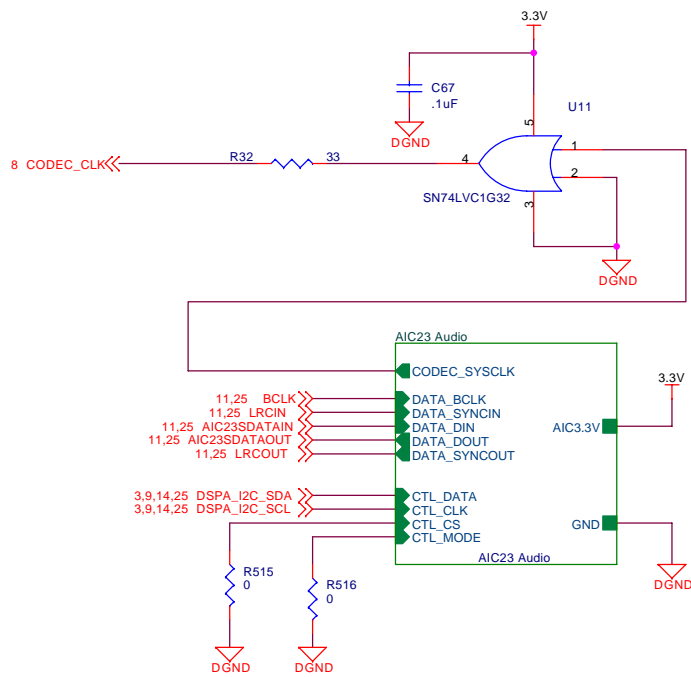 3.3V
C67
.1uF
U11
5
DGND
1
8 CODEC_CLK
R32
33
4
2
SN74LVC1G32
3
DGND
AIC23 Audio
CODEC_SYSCLK
3.3V
11,25 BCLK
DATA_BCLK
11,25 LRCIN
DATA_SYNCIN
11,25 AIC23SDATAIN
DATA_DIN
AIC3.3V
11,25 AIC23SDATAOUT
DATA_DOUT
11,25 LRCOUT
DATA_SYNCOUT
3,9,14,25 DSPA_I2C_SDA
CTL_DATA
3,9,14,25 DSPA_I2C_SCL
CTL_CLK
CTL_CS
GND
CTL_MODE
AIC23 Audio
R515
0
R516
0
DGND
DGND
DGND